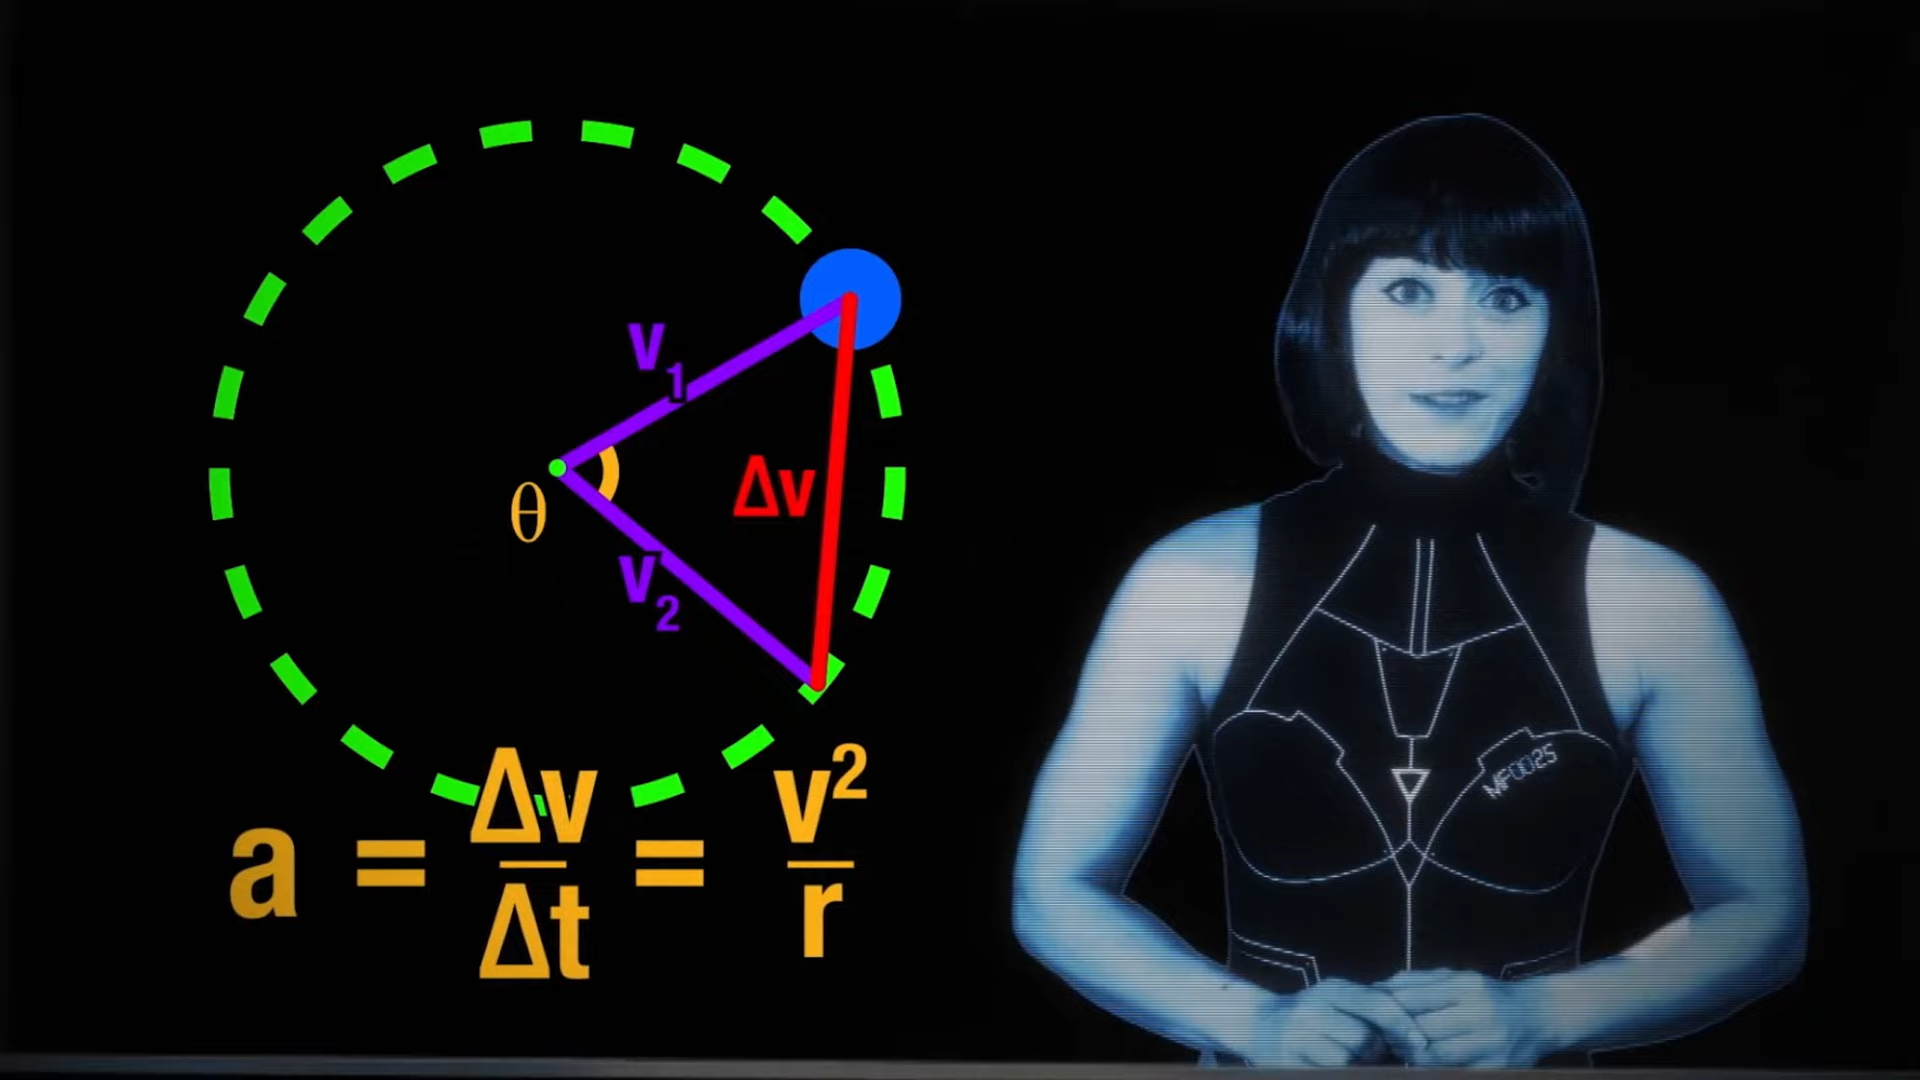 v₁
θ
Δv
v₂
a = Δv/Δt = v²/r
MF0025